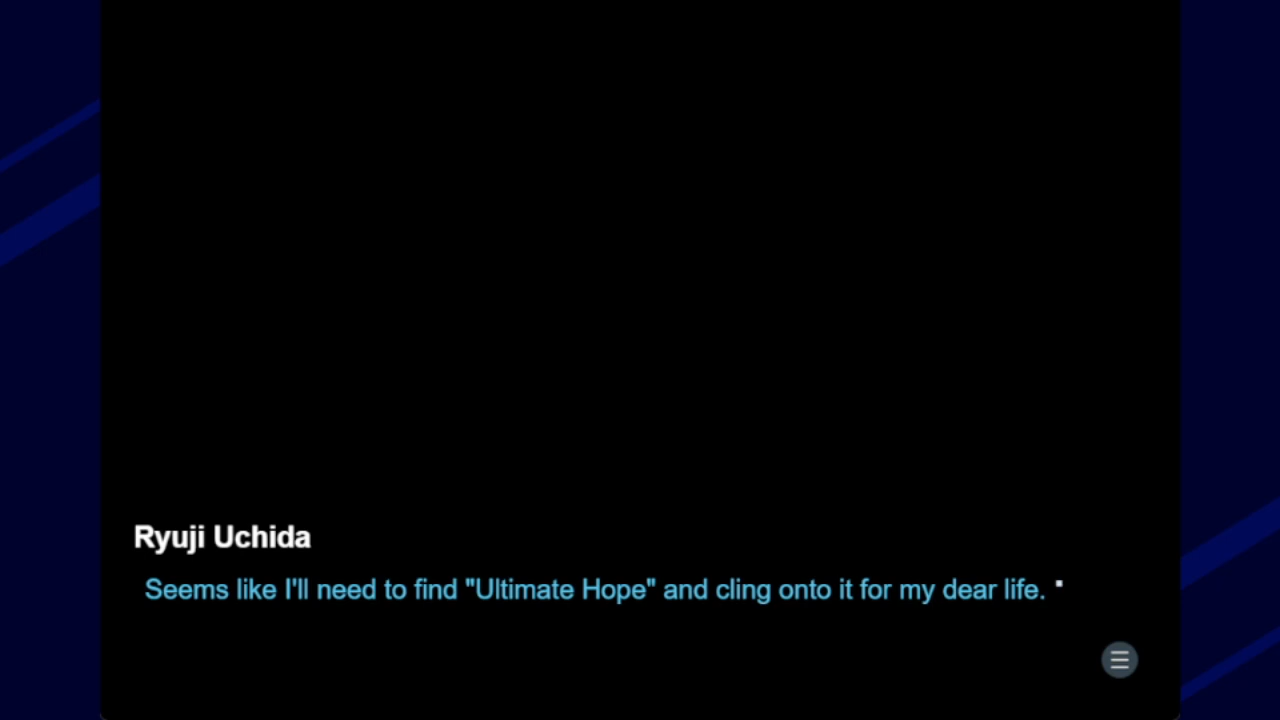 Ryuji Uchida
Seems like I'll need to find "Ultimate Hope" and cling onto it for my dear life.